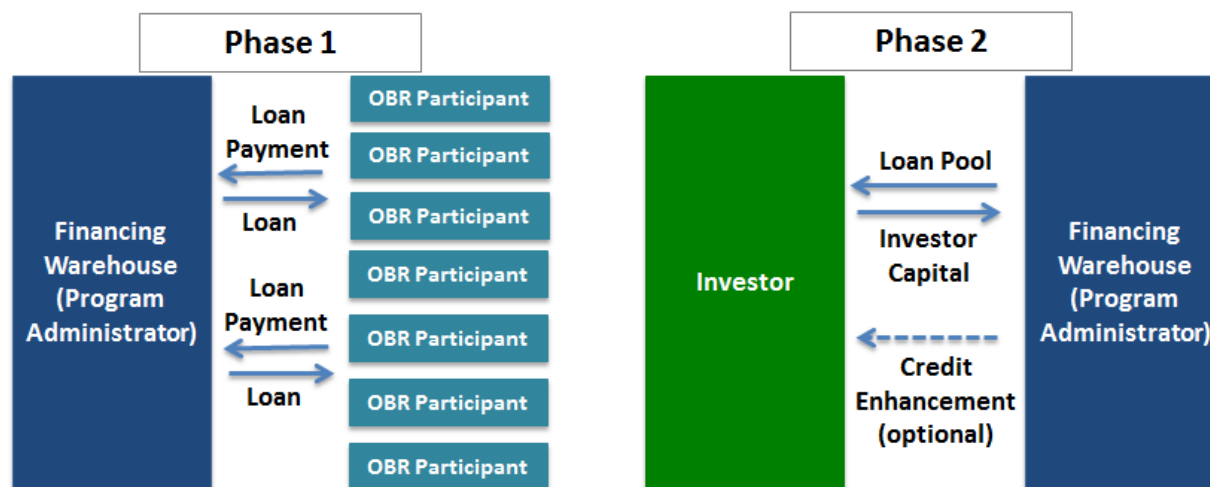 Phase 1
Financing
Warehouse
(Program
Administrator)
Loan
Payment
Loan
Loan
Payment
Loan
OBR Participant
OBR Participant
OBR Participant
OBR Participant
OBR Participant
OBR Participant
OBR Participant
Phase 2
Investor
Loan Pool
Investor
Capital
Credit
Enhancement
(optional)
Financing
Warehouse
(Program
Administrator)